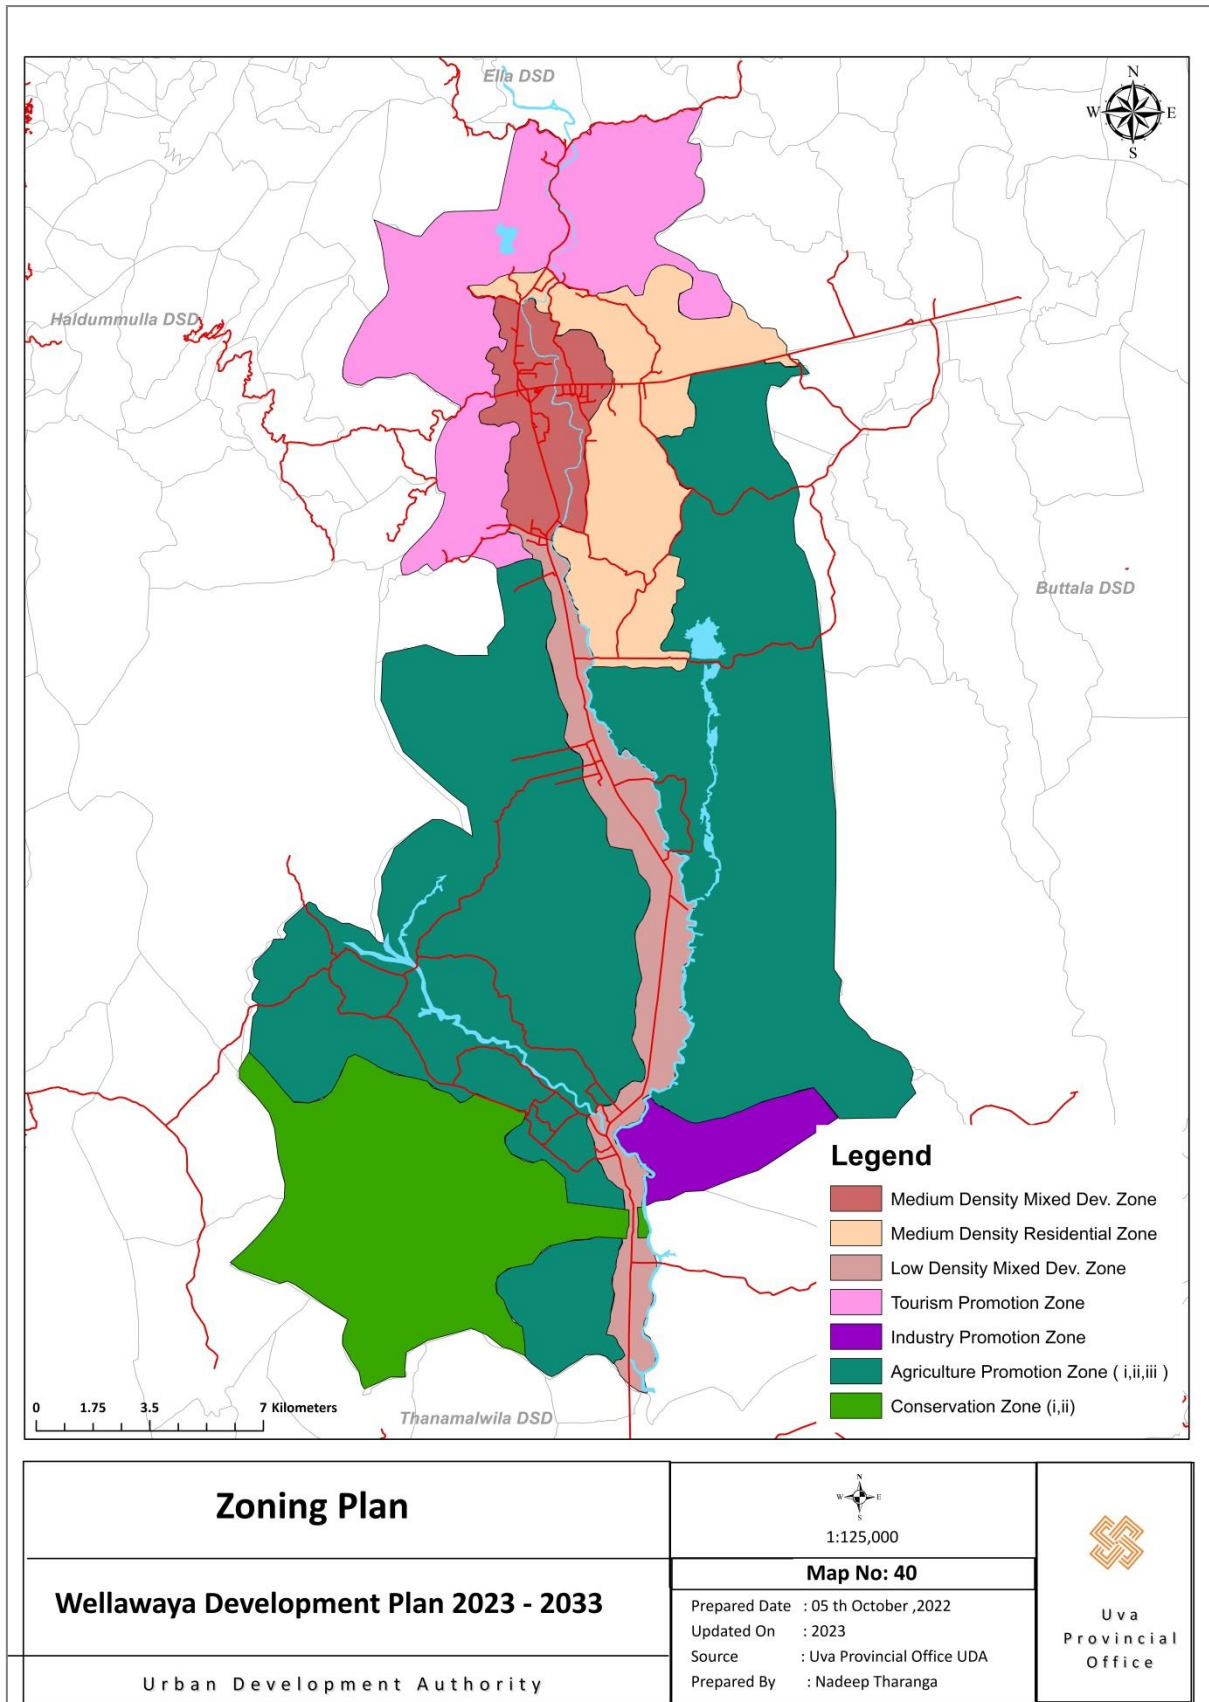 Ella DSD
N
W E
S
Haldummulla DSD
Buttala DSD
Legend
Medium Density Mixed Dev. Zone
Medium Density Residential Zone
Low Density Mixed Dev. Zone
Tourism Promotion Zone
Industry Promotion Zone
Agriculture Promotion Zone ( i,ii,iii )
Conservation Zone (i,ii)
0 1.75 3.5 7 Kilometers
Thanamalwila DSD
Zoning Plan
Wellawaya Development Plan 2023 - 2033
Urban Development Authority
N
W E
S
1:125,000
Map No: 40
Prepared Date : 05 th October ,2022
Updated On : 2023
Source : Uva Provincial Office UDA
Prepared By : Nadeep Tharanga
Uva
Provincial
Office